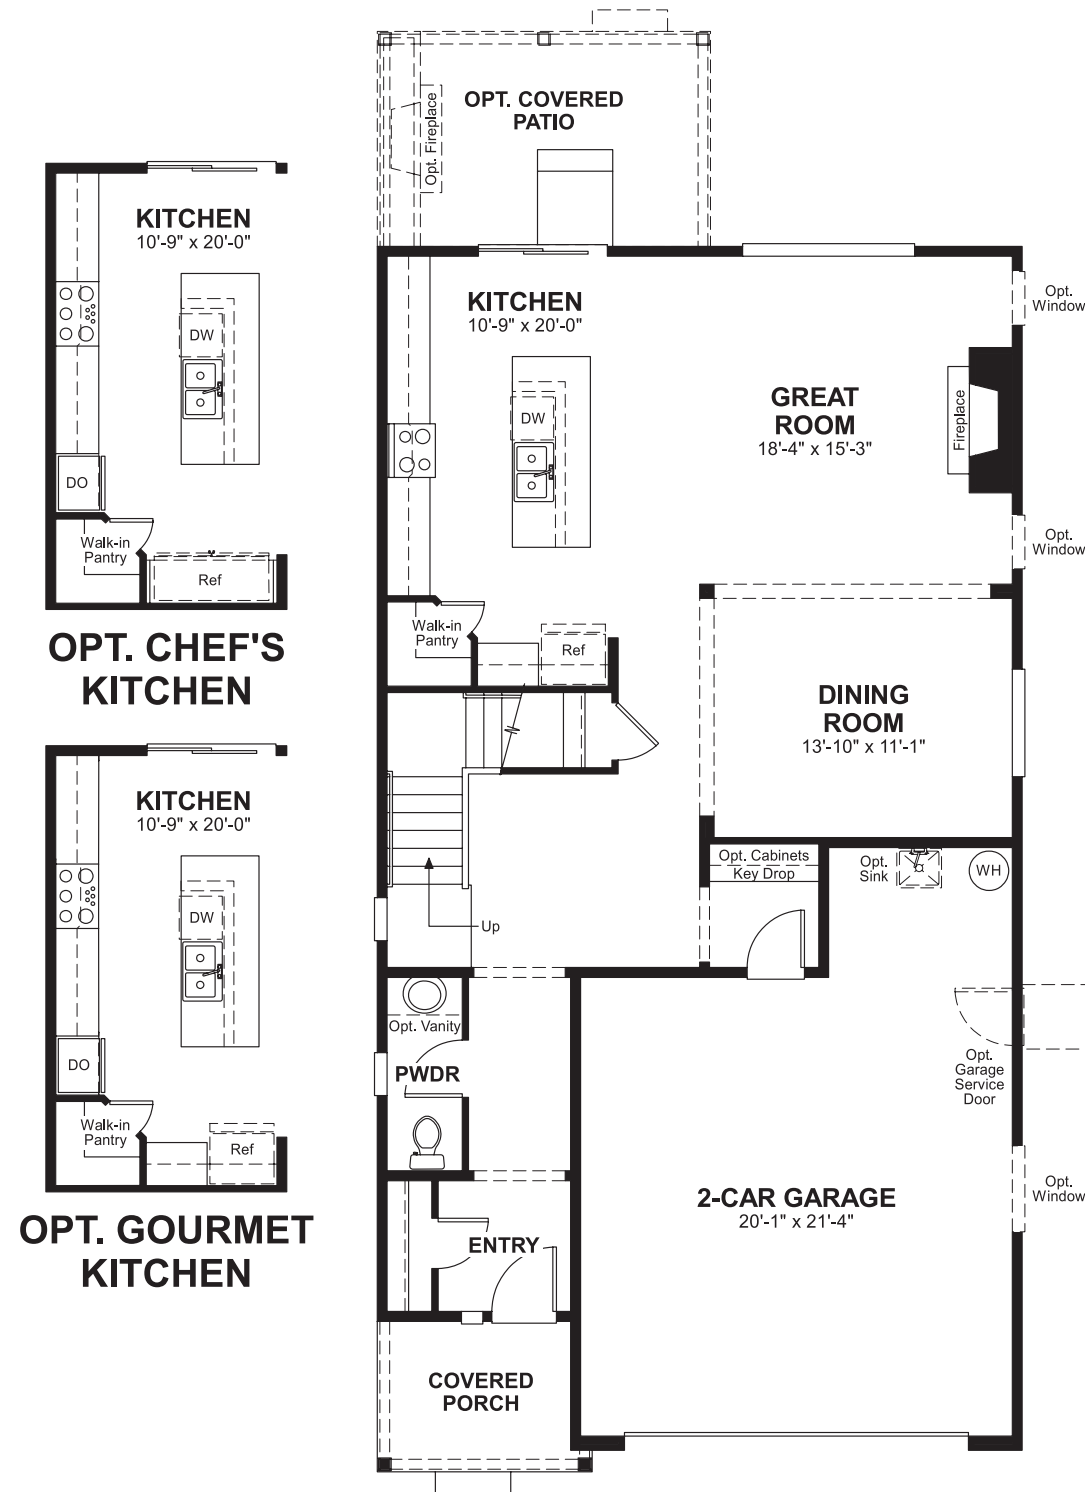 OPT. COVERED
PATIO
Opt. Fireplace
KITCHEN
10'-9" x 20'-0"
DW
DO
Walk-in
Pantry
Ref
OPT. CHEF'S
KITCHEN
KITCHEN
10'-9" x 20'-0"
DW
DO
Walk-in
Pantry
Ref
OPT. GOURMET
KITCHEN
KITCHEN
10'-9" x 20'-0"
DW
Walk-in
Pantry
Ref
Opt.
Window
GREAT
ROOM
18'-4" x 15'-3"
Fireplace
Opt.
Window
DINING
ROOM
13'-10" x 11'-1"
Opt. Cabinets
Key Drop
Opt.
Sink
WH
Up
Opt. Vanity
PWDR
Opt.
Garage
Service
Door
Opt.
Window
2-CAR GARAGE
20'-1" x 21'-4"
ENTRY
COVERED
PORCH